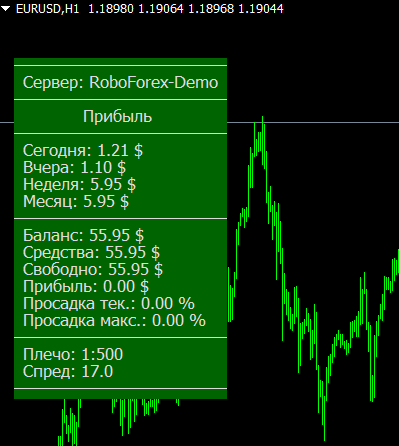 EURUSD,H1 1.18980 1.19064 1.18968 1.19044
Сервер: RoboForex-Demo
Прибыль
Сегодня: 1.21 $
Вчера: 1.10 $
Неделя: 5.95 $
Месяц: 5.95 $
Баланс: 55.95 $
Средства: 55.95 $
Свободно: 55.95 $
Прибыль: 0.00 $
Просадка тек.: 0.00 %
Просадка макс.: 0.00 %
Плечо: 1:500
Спред: 17.0